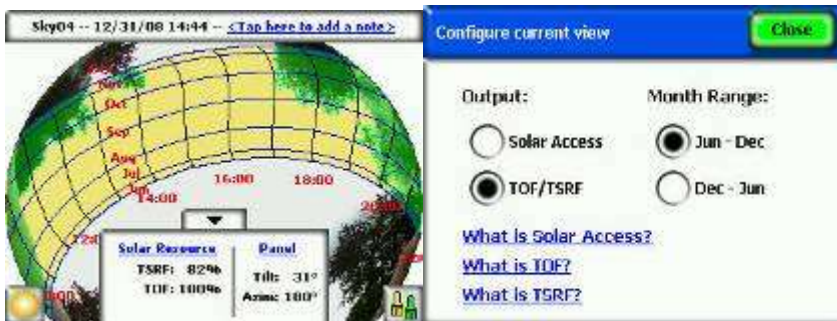 Sky04 -- 12/31/08 14:44 -- <Tap here to add a note>
Nov
Oct
Sep
Aug
Jul
Jun
14:00
16:00
18:00
Solar Resource
TSRF: 82%
TOF: 100%
Panel
Tilt: 31°
Azim: 180°
Configure current view
Close
Output:
Month Range:
Solar Access
Jun - Dec
TOF/TSRF
Dec - Jun
What is Solar Access?
What is TOF?
What is TSRF?